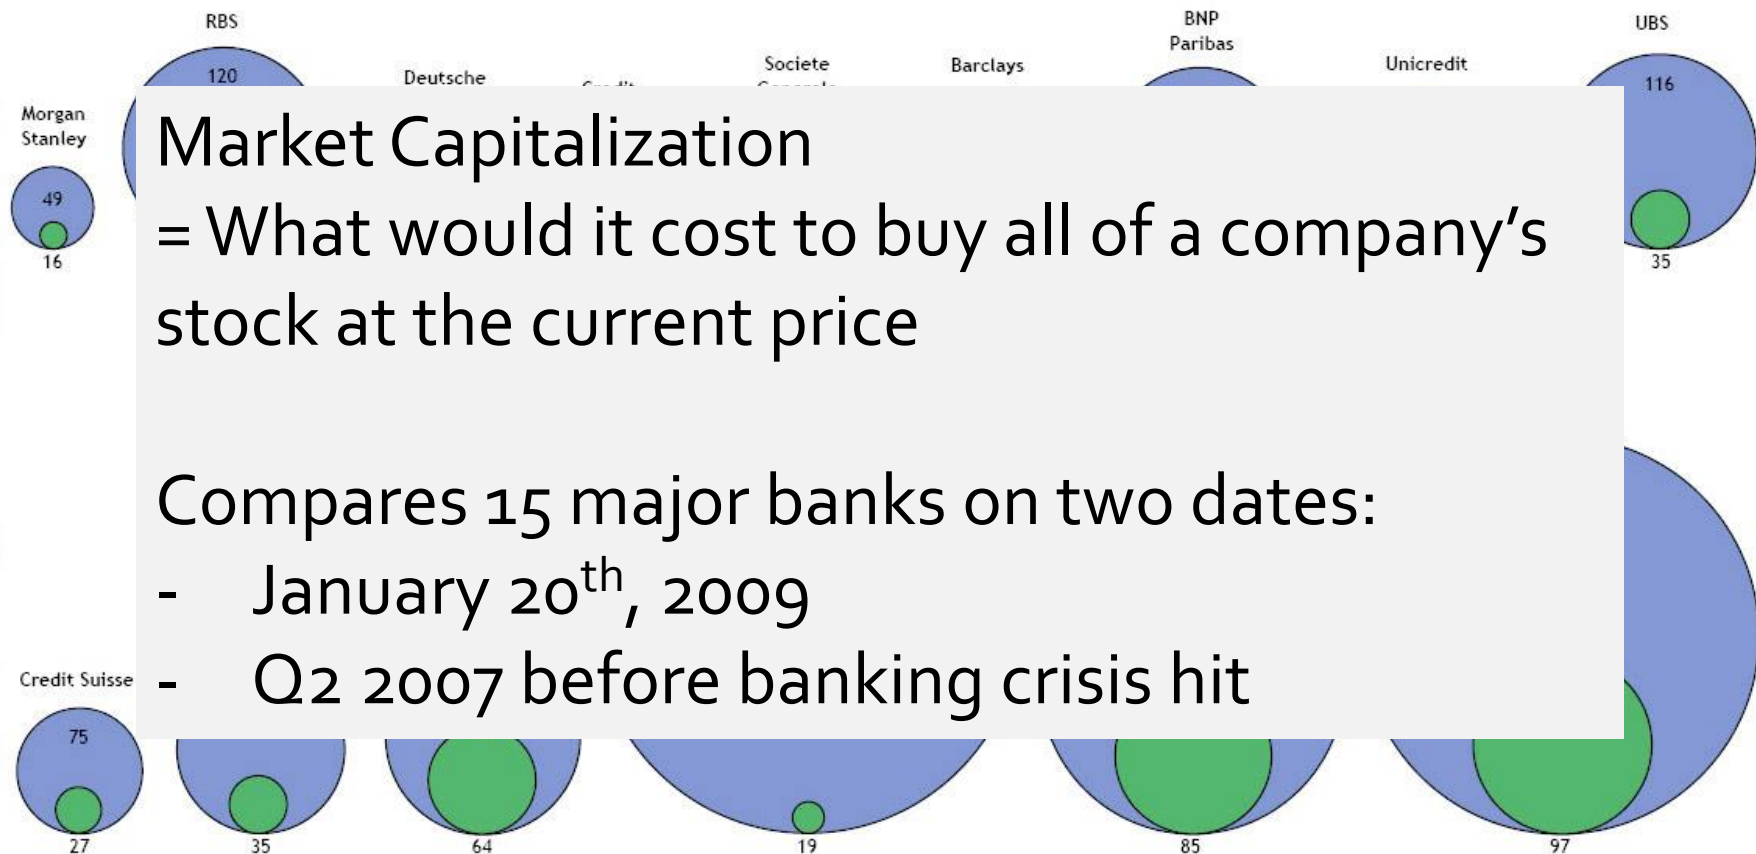 RBS
BNP
Paribas
UBS
Deutsche
Societe
Barclays
Unicredit
120
116
Morgan
Stanley
49
16
35
Market Capitalization
= What would it cost to buy all of a company's
stock at the current price
Compares 15 major banks on two dates:
- January 20th, 2009
- Q2 2007 before banking crisis hit
Credit Suisse
75
27
35
64
19
85
97